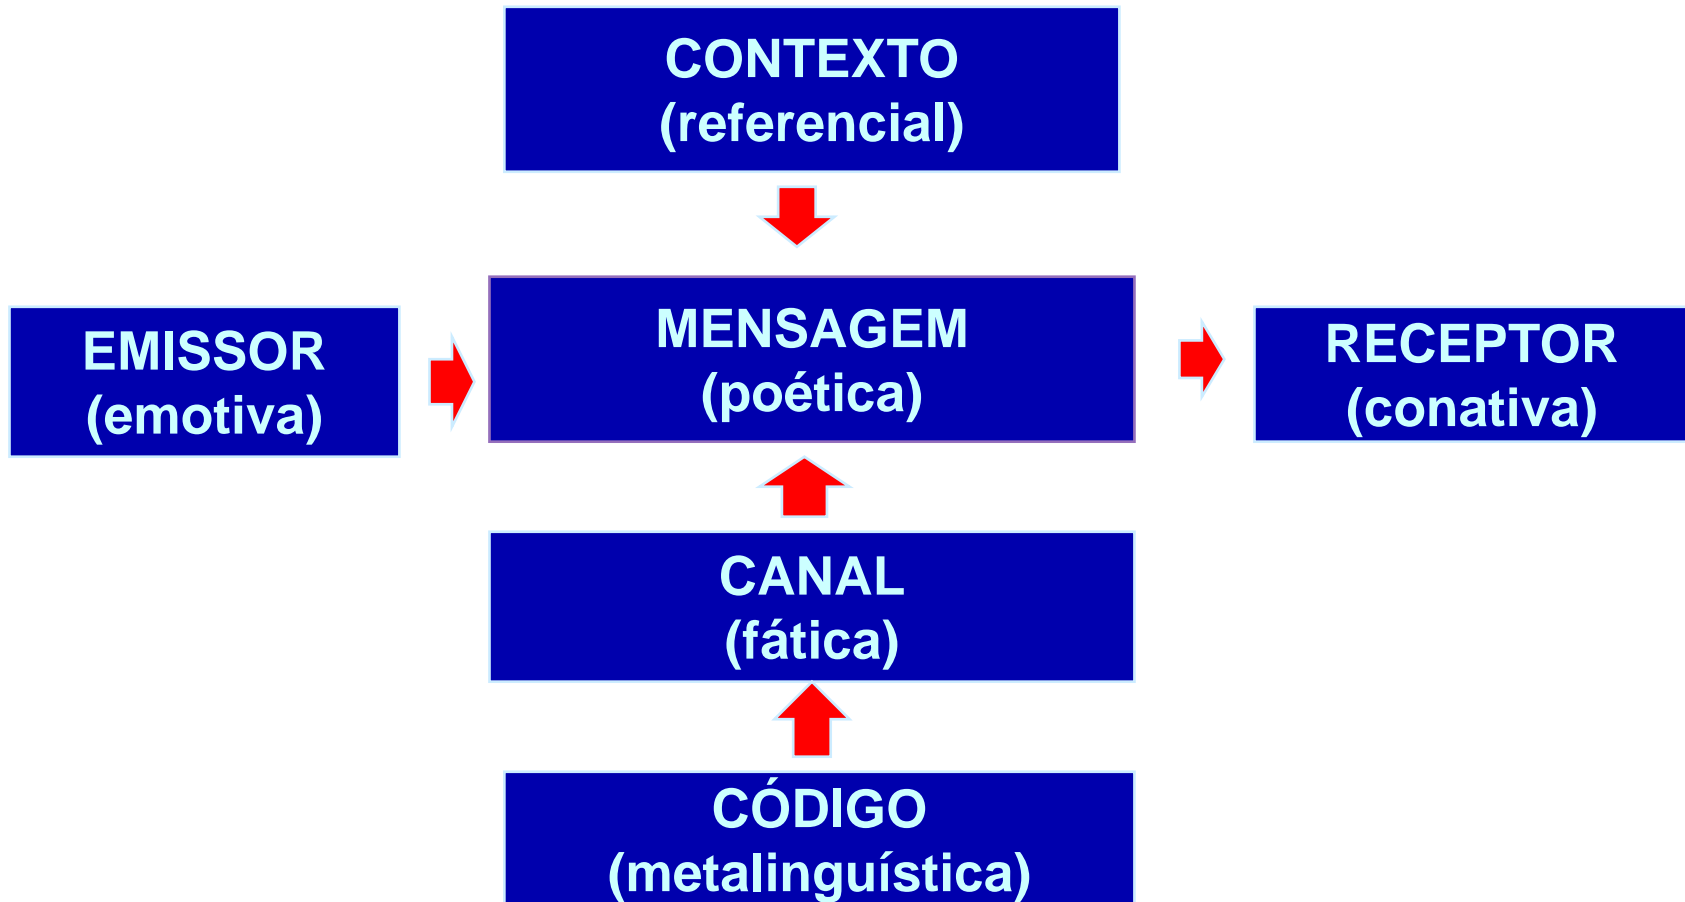 CONTEXTO
(referencial)
EMISSOR
(emotiva)
MENSAGEM
(poética)
RECEPTOR
(conativa)
CANAL
(fática)
CÓDIGO
(metalinguística)